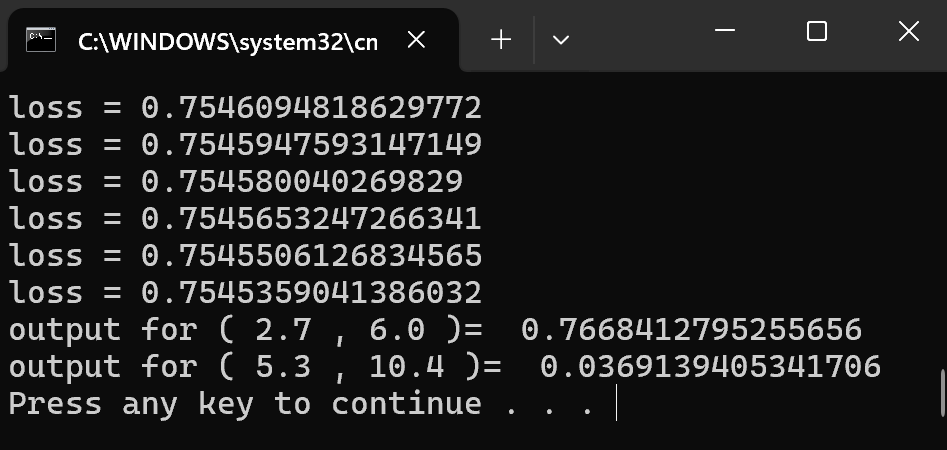 C:\WINDOWS\system32\cn
loss = 0.7546094818629772
loss = 0.7545947593147149
loss = 0.754580040269829
loss = 0.7545653247266341
loss = 0.7545506126834565
loss = 0.7545359041386032
output for ( 2.7 , 6.0 )=  0.7668412795255656
output for ( 5.3 , 10.4 )=  0.0369139405341706
Press any key to continue . . .